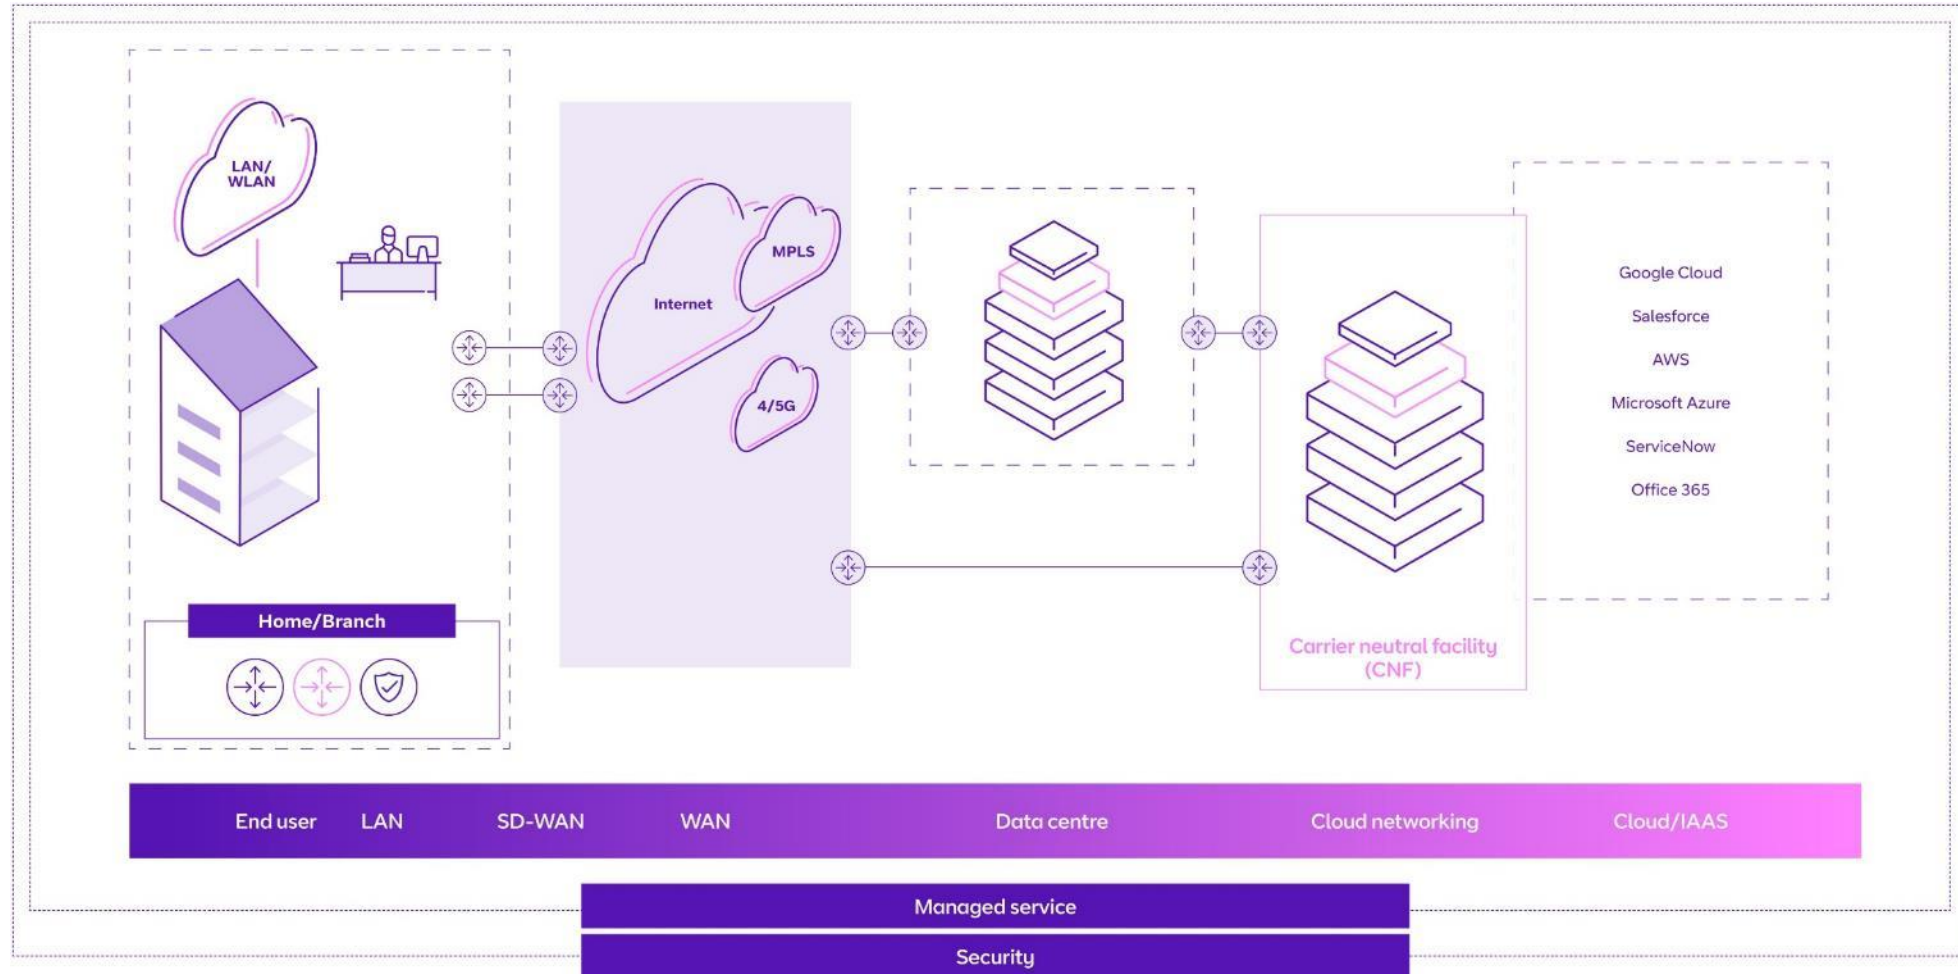 LAN/
WLAN
Internet
MPLS
4/5G
Google Cloud
Salesforce
AWS
Microsoft Azure
ServiceNow
Office 365
Home/Branch
Carrier neutral facility
(CNF)
End user LAN SD-WAN WAN Data centre Cloud networking Cloud/IAAS
Managed service
Security